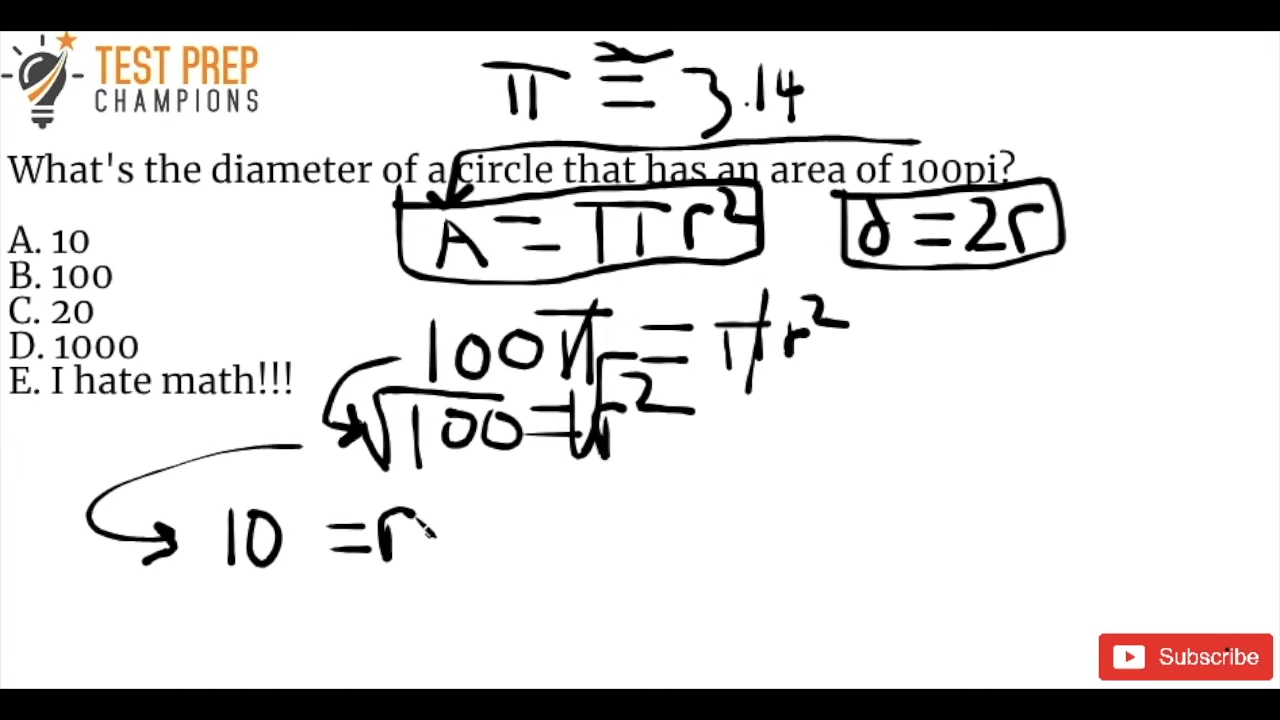 TEST PREP
CHAMPIONS
π ≅ 3.14
What's the diameter of a circle that has an area of 100pi?
A = πr² d = 2r
A. 10
B. 100
C. 20
D. 1000
E. I hate math!!!
100π = πr²
√100 = √r²
10 = r
Subscribe